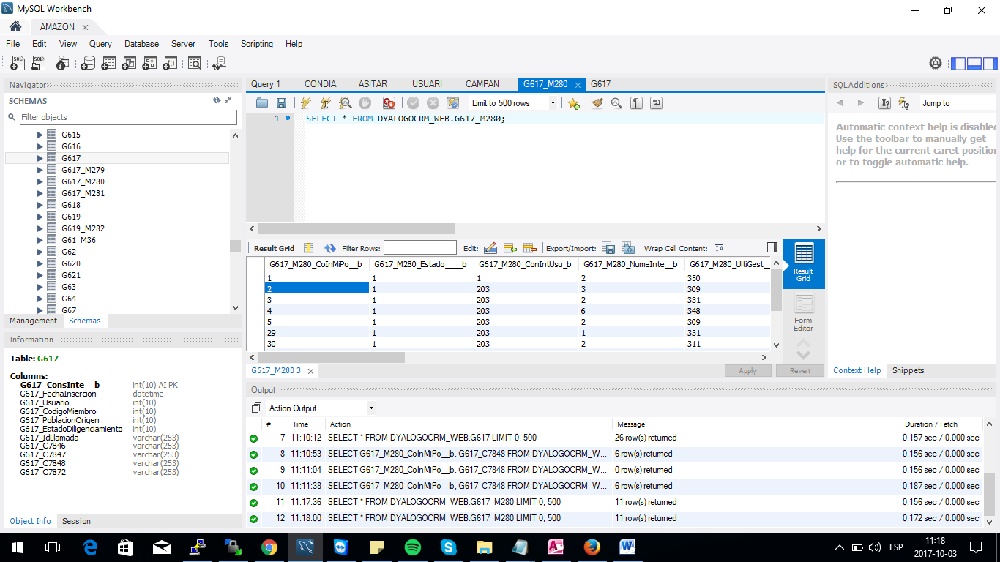 MySQL Workbench
AMAZON
File Edit View Query Database Server Tools Scripting Help
Navigator
SCHEMAS
Filter objects
G615
G616
G617
G617_M279
G617_M280
G617_M281
G618
G619
G619_M282
G61_M36
G62
G620
G621
G63
G64
G67
Management Schemas
Information
Table: G617
Columns:
G617_ConsInte__b int(10) AI PK
G617_FechaInsercion datetime
G617_Usuario int(10)
G617_CodigoMiembro int(10)
G617_PoblacionOrigen int(10)
G617_EstadoDiligenciamiento int(10)
G617_IdLlamada varchar(253)
G617_C7846 varchar(253)
G617_C7847 varchar(253)
G617_C7848 varchar(253)
G617_C7872 varchar(253)
Object Info Session
Query 1 CONDIA ASITAR USUARI CAMPAN G617_M280 G617
Limit to 500 rows
1 SELECT * FROM DYALOGOCRM_WEB.G617_M280;
Result Grid Filter Rows: Edit: Export/Import: Wrap Cell Content:
G617_M280_CoInMiPo__b G617_M280_Estado____b G617_M280_ConIntUsu_b G617_M280_NumeInte__b G617_M280_UltiGest__
1 1 1 2 350
2 1 203 3 309
3 1 203 2 331
4 1 203 6 348
5 1 203 2 309
29 1 203 1 331
30 1 203 2 311
Result
Grid
Form
Editor
G617_M280 3
Apply Revert
SQLAdditions
Jump to
Automatic context help is disabled
Use the toolbar to manually get
help for the current caret position
or to toggle automatic help.
Context Help Snippets
Output
Action Output
# Time Action Message Duration / Fetch
7 11:10:12 SELECT * FROM DYALOGOCRM_WEB.G617 LIMIT 0, 500 26 row(s) returned 0.157 sec / 0.000 sec
8 11:10:53 SELECT G617_M280_CoInMiPo__b, G617_C7848 FROM DYALOGOCRM_W... 6 row(s) returned 0.156 sec / 0.000 sec
9 11:11:04 SELECT G617_M280_CoInMiPo__b, G617_C7848 FROM DYALOGOCRM_W... 0 row(s) returned 0.156 sec / 0.000 sec
10 11:11:38 SELECT G617_M280_CoInMiPo__b, G617_C7848 FROM DYALOGOCRM_W... 6 row(s) returned 0.187 sec / 0.000 sec
11 11:17:36 SELECT * FROM DYALOGOCRM_WEB.G617_M280 LIMIT 0, 500 11 row(s) returned 0.156 sec / 0.000 sec
12 11:18:00 SELECT * FROM DYALOGOCRM_WEB.G617_M280 LIMIT 0, 500 11 row(s) returned 0.172 sec / 0.000 sec
ESP
11:18
2017-10-03